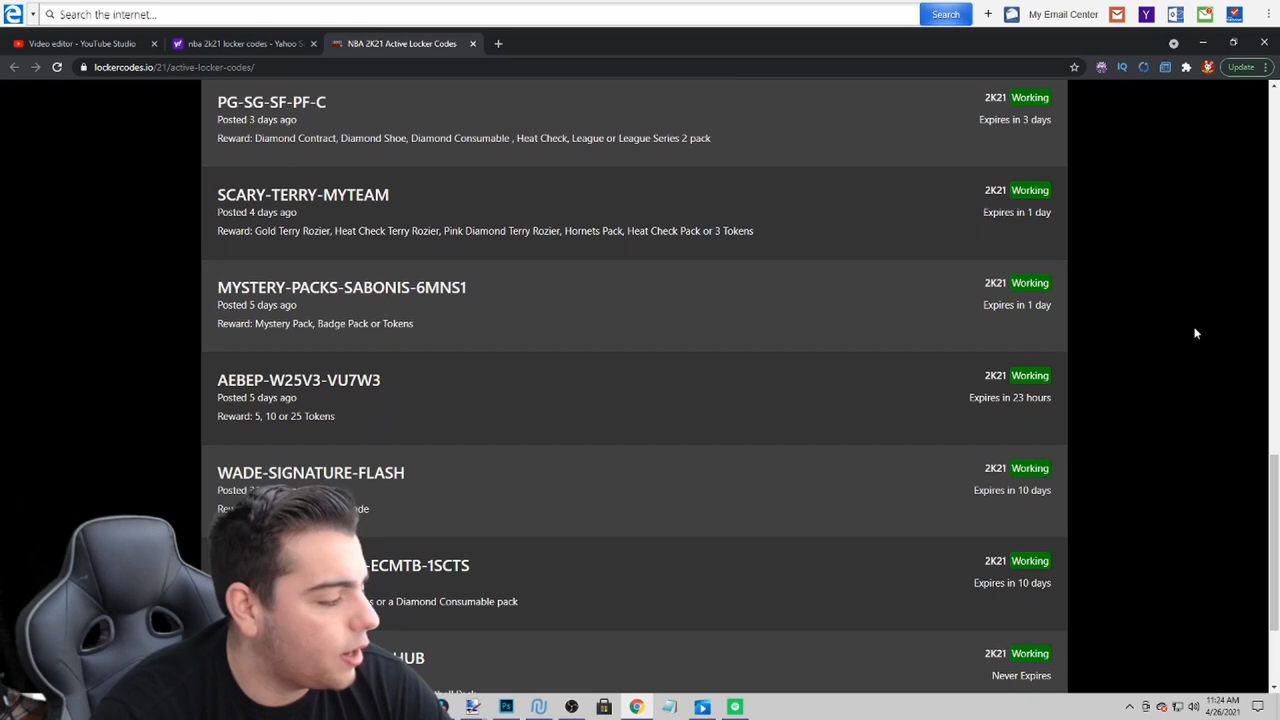 Search the internet...
Search
My Email Center
Video editor - YouTube Studio
nba 2k21 locker codes - Yahoo S
NBA 2K21 Active Locker Codes
lockercodes.io/21/active-locker-codes/
Update
PG-SG-SF-PF-C
2K21 Working
Posted 3 days ago
Expires in 3 days
Reward: Diamond Contract, Diamond Shoe, Diamond Consumable , Heat Check, League or League Series 2 pack
SCARY-TERRY-MYTEAM
2K21 Working
Posted 4 days ago
Expires in 1 day
Reward: Gold Terry Rozier, Heat Check Terry Rozier, Pink Diamond Terry Rozier, Hornets Pack, Heat Check Pack or 3 Tokens
MYSTERY-PACKS-SABONIS-6MNS1
2K21 Working
Posted 5 days ago
Expires in 1 day
Reward: Mystery Pack, Badge Pack or Tokens
AEBEP-W25V3-VU7W3
2K21 Working
Posted 5 days ago
Expires in 23 hours
Reward: 5, 10 or 25 Tokens
WADE-SIGNATURE-FLASH
2K21 Working
Posted
Expires in 10 days
-ECMTB-1SCTS
2K21 Working
Expires in 10 days
or a Diamond Consumable pack
HUB
2K21 Working
Never Expires
11:24 AM
4/26/2021